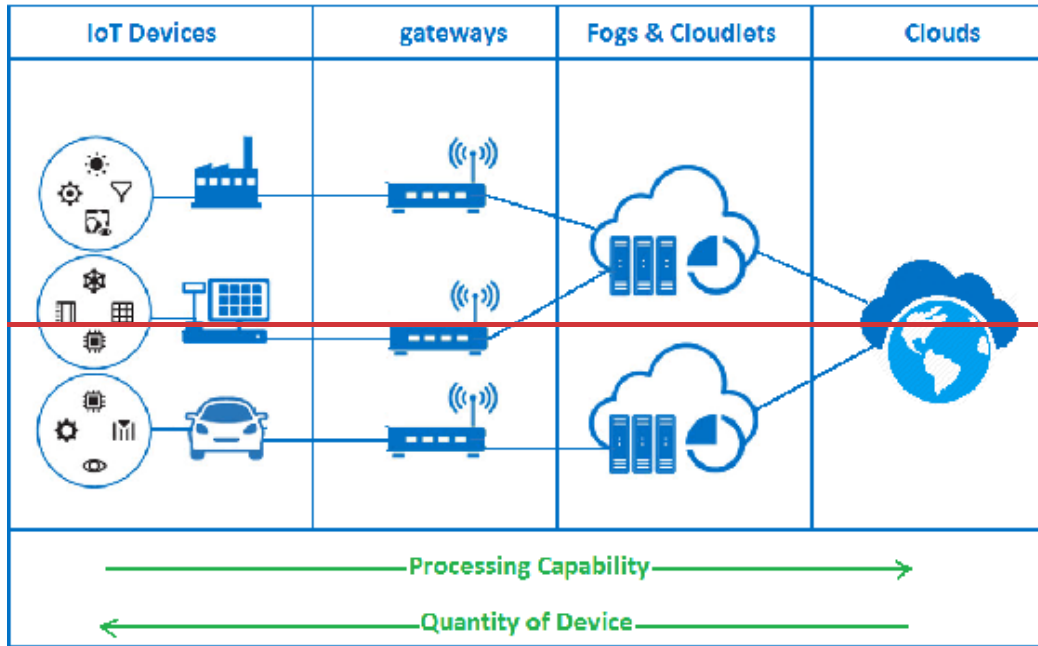 IoT Devices
gateways
Fogs & Cloudlets
Clouds
Processing Capability
Quantity of Device